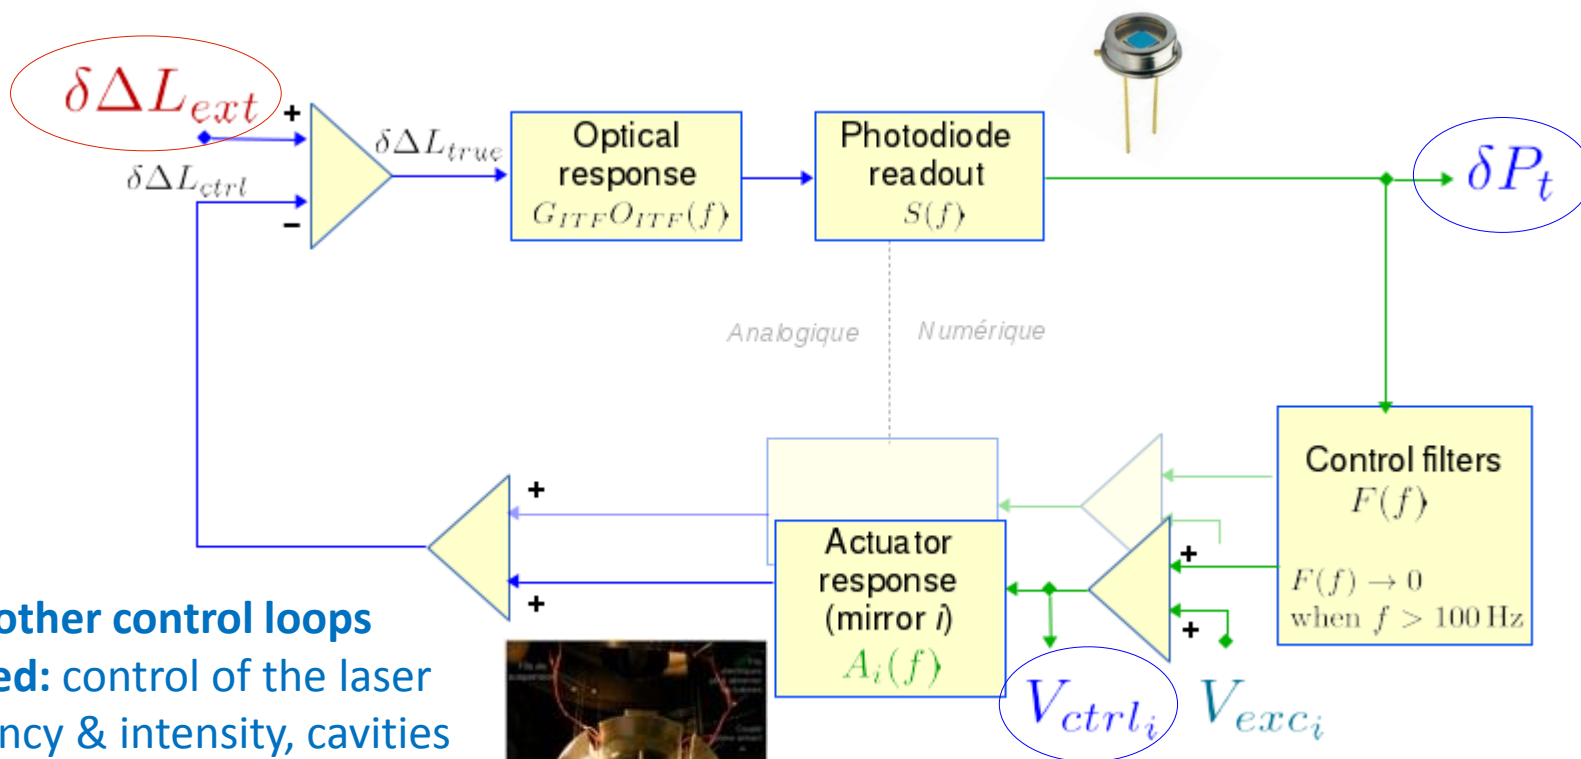 δΔL_ext
+
δΔL_ctrl
−
δΔL_true
Optical
response
G_ITF O_ITF(f)
Photodiode
readout
S(f)
δP_t
Analogique
Numérique
Control filters
F(f)
F(f) → 0
when f > 100 Hz
+
+
+
+
Actuator
response
(mirror i)
A_i(f)
V_ctrl_i
V_exc_i
other control loops
ed: control of the laser
ncy & intensity, cavities